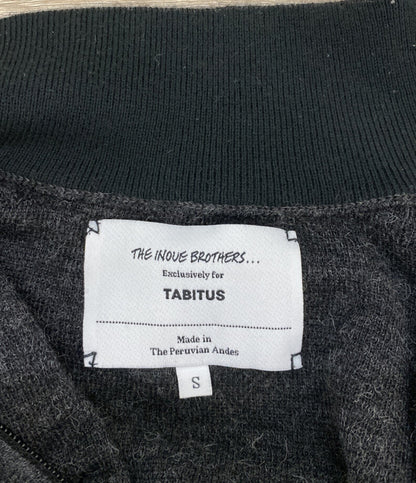 THE INOUE BROTHERS...
Exclusively for
TABITUS
Made in
The Peruvian Andes
S